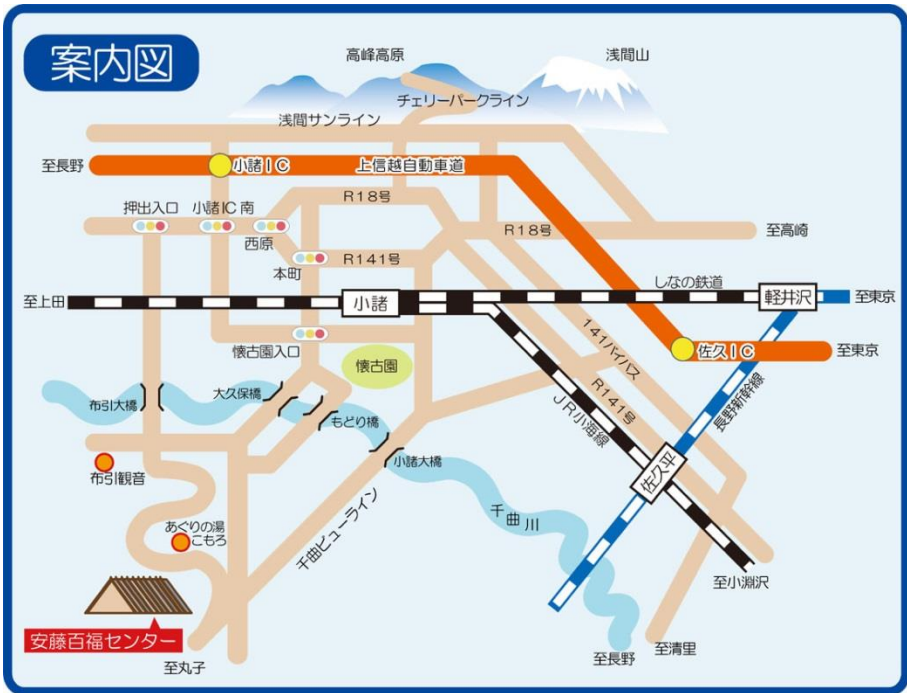 案内図
高峰高原
浅間山
チェリーパークライン
浅間サンライン
至長野
小諸IC
上信越自動車道
押出入口
小諸IC南
西原
R18号
R18号
至高崎
本町
R141号
至上田
小諸
しなの鉄道
軽井沢
至東京
懐古園入口
懐古園
141バイパス
佐久IC
至東京
布引大橋
大久保橋
もどり橋
小諸大橋
JR小海線
R141号
長野新幹線
佐久平
布引観音
千曲ビューライン
千曲川
あぐりの湯
こもろ
至小淵沢
安藤百福センター
至丸子
至長野
至清里